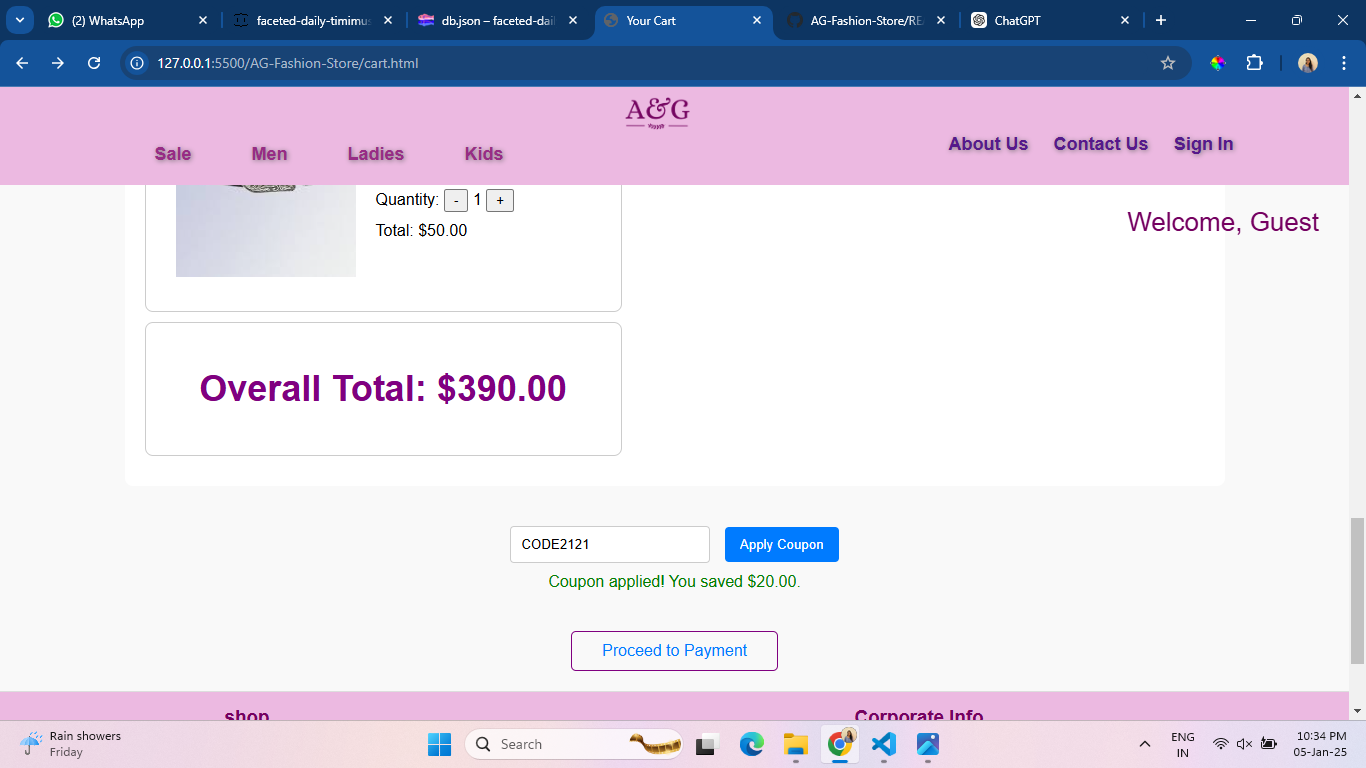 (2) WhatsApp
faceted-daily-timimus
db.json – faceted-dail
Your Cart
AG-Fashion-Store/REA
ChatGPT
127.0.0.1:5500/AG-Fashion-Store/cart.html
A&G
Sale Men Ladies Kids
About Us Contact Us Sign In
Quantity: - 1 +
Total: $50.00
Welcome, Guest
Overall Total: $390.00
CODE2121
Apply Coupon
Coupon applied! You saved $20.00.
Proceed to Payment
shop
Corporate Info
Rain showers
Friday
Search
ENG
IN
10:34 PM
05-Jan-25